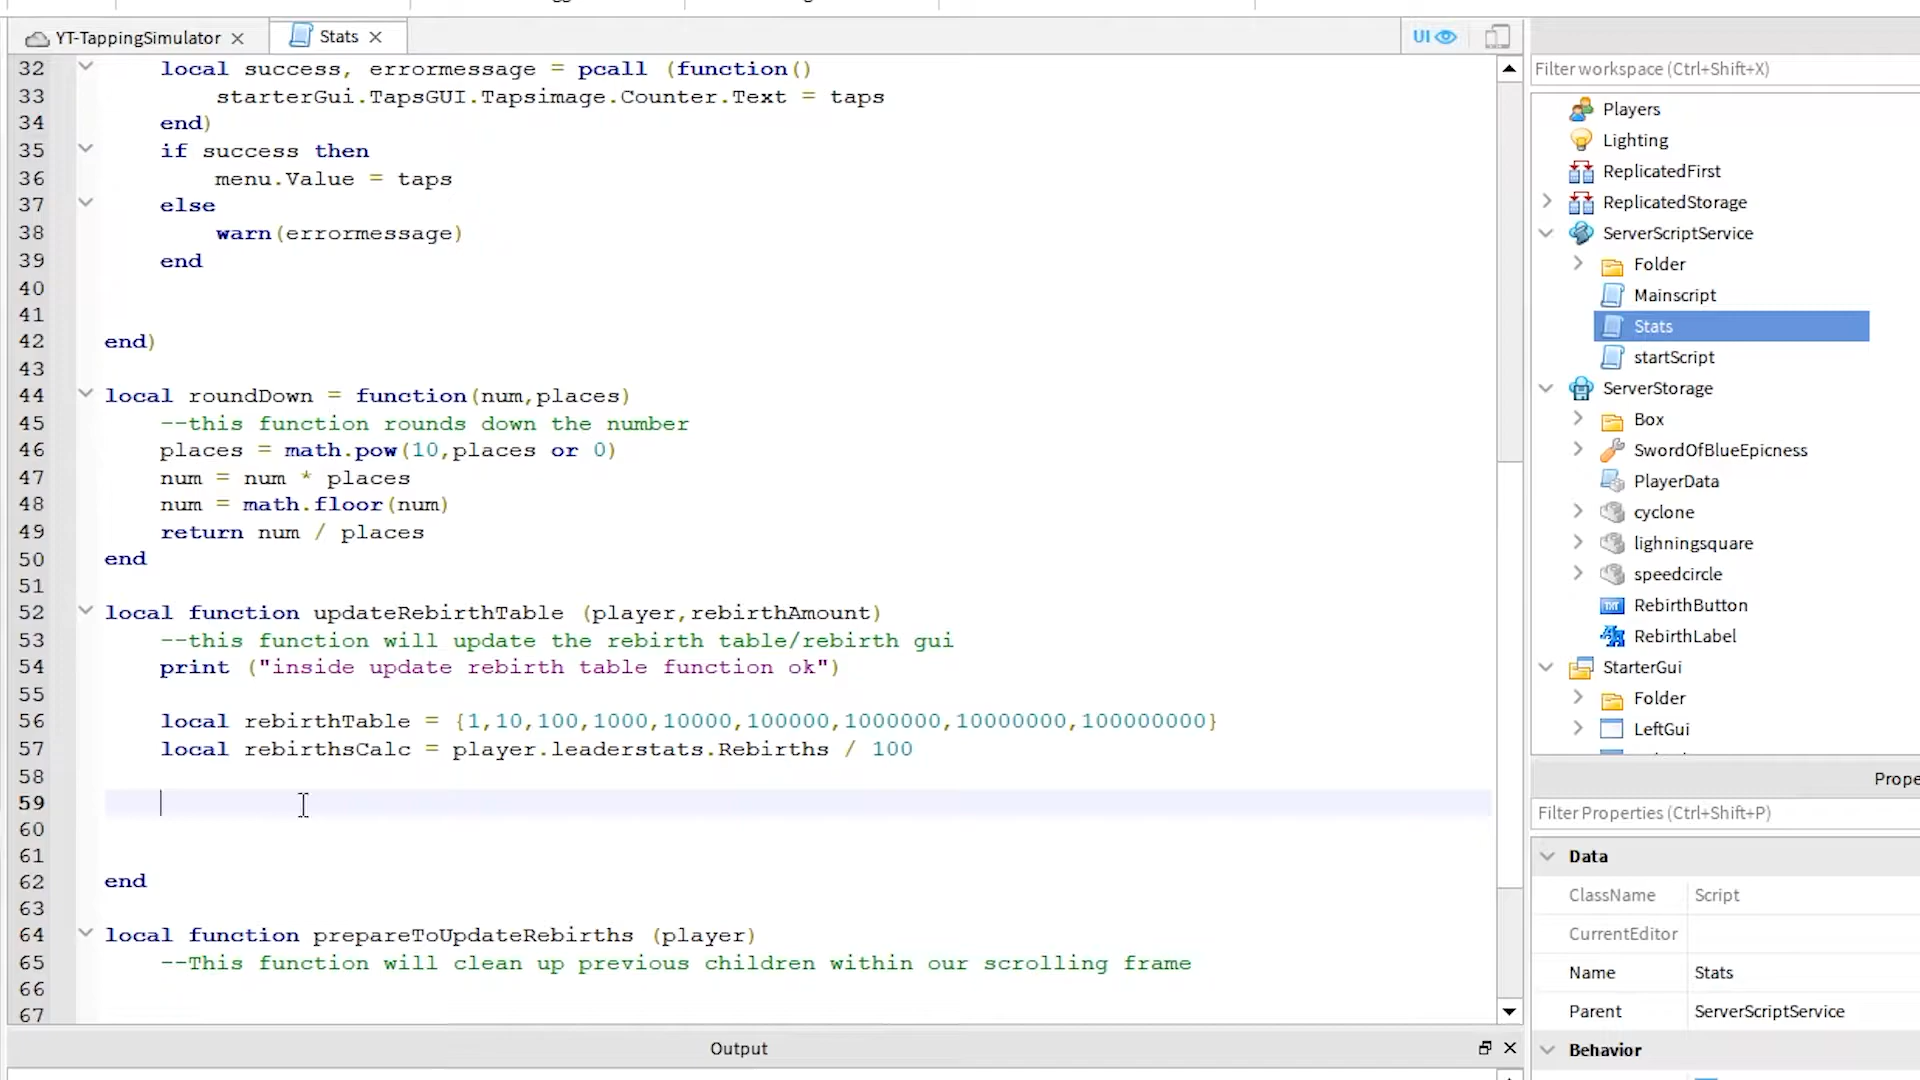 YT-TappingSimulator
Stats
UI
32 local success, errormessage = pcall (function()
33 starterGui.TapsGUI.Tapsimage.Counter.Text = taps
34 end)
35 if success then
36 menu.Value = taps
37 else
38 warn(errormessage)
39 end
40
41
42 end)
43
44 local roundDown = function(num,places)
45 --this function rounds down the number
46 places = math.pow(10,places or 0)
47 num = num * places
48 num = math.floor(num)
49 return num / places
50 end
51
52 local function updateRebirthTable (player,rebirthAmount)
53 --this function will update the rebirth table/rebirth gui
54 print ("inside update rebirth table function ok")
55
56 local rebirthTable = {1,10,100,1000,10000,100000,1000000,10000000,100000000}
57 local rebirthsCalc = player.leaderstats.Rebirths / 100
58
59
60
61
62 end
63
64 local function prepareToUpdateRebirths (player)
65 --This function will clean up previous children within our scrolling frame
66
67
Output
Filter workspace (Ctrl+Shift+X)
Players
Lighting
ReplicatedFirst
ReplicatedStorage
ServerScriptService
Folder
Mainscript
Stats
startScript
ServerStorage
Box
SwordOfBlueEpicness
PlayerData
cyclone
lighningsquare
speedcircle
RebirthButton
RebirthLabel
StarterGui
Folder
LeftGui
Prope
Filter Properties (Ctrl+Shift+P)
Data
ClassName Script
CurrentEditor
Name Stats
Parent ServerScriptService
Behavior